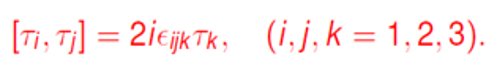 [τᵢ, τⱼ] = 2iϵᵢⱼₖτₖ, (i, j, k = 1, 2, 3).